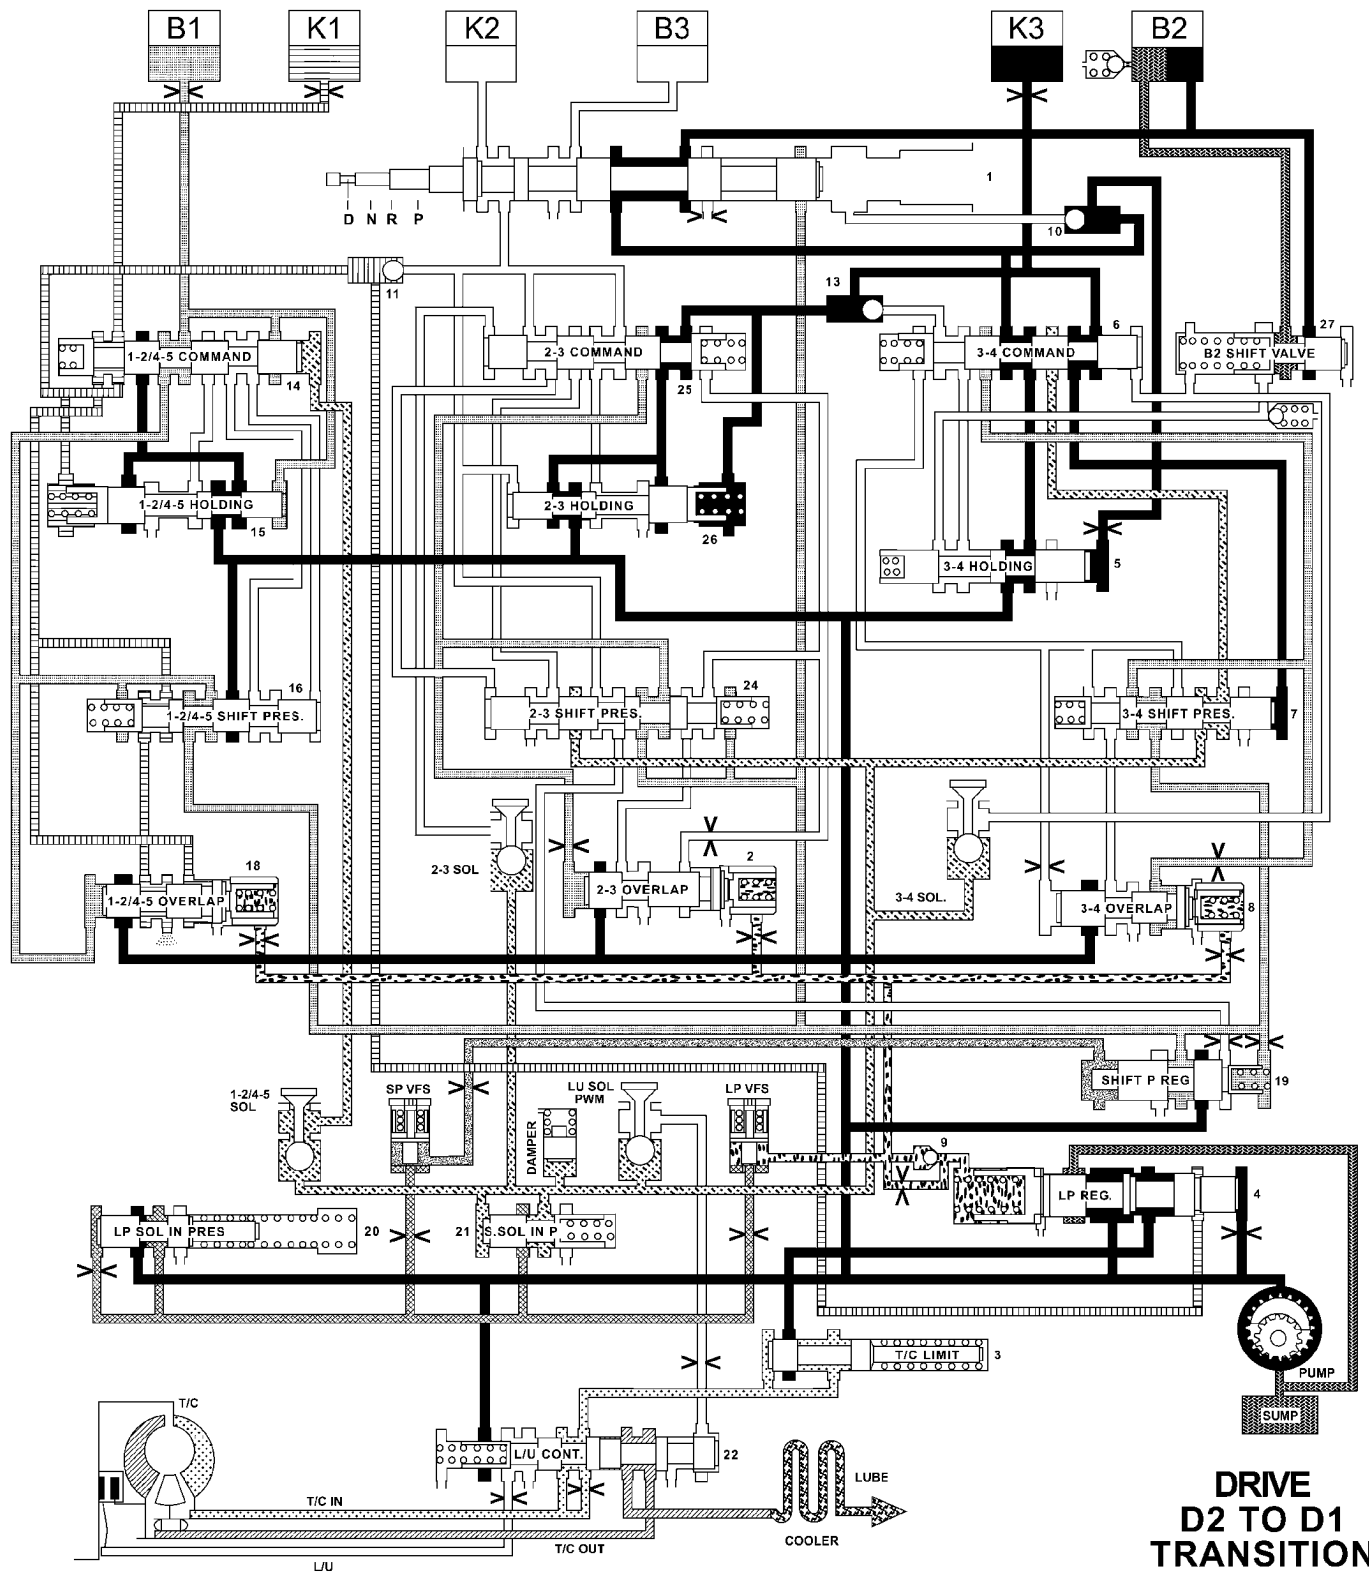 B1
K1
K2
B3
K3
B2
D N R P
1
10
11
13
6
27
1-2/4-5 COMMAND
2-3 COMMAND
3-4 COMMAND
B2 SHIFT VALVE
14
25
1-2/4-5 HOLDING
2-3 HOLDING
15
26
3-4 HOLDING
5
16
24
1-2/4-5 SHIFT PRES.
2-3 SHIFT PRES.
3-4 SHIFT PRES.
7
2-3 SOL
3-4 SOL.
18
2
1-2/4-5 OVERLAP
2-3 OVERLAP
3-4 OVERLAP
8
1-2/4-5
SOL
SP VFS
LU SOL
PWM
LP VFS
SHIFT P REG
19
DAMPER
9
LP REG.
4
LP SOL IN PRES
20
21
S.SOL IN P
T/C LIMIT
3
PUMP
SUMP
T/C
L/U CONT.
22
T/C IN
T/C OUT
L/U
LUBE
COOLER
DRIVE
D2 TO D1
TRANSITION